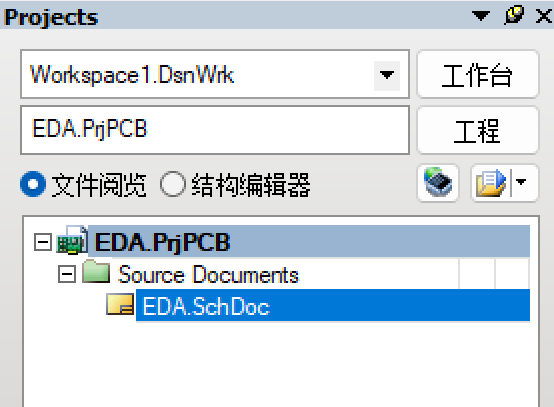 Projects
Workspace1.DsnWrk
工作台
EDA.PrjPCB
工程
文件阅览 结构编辑器
EDA.PrjPCB
Source Documents
EDA.SchDoc